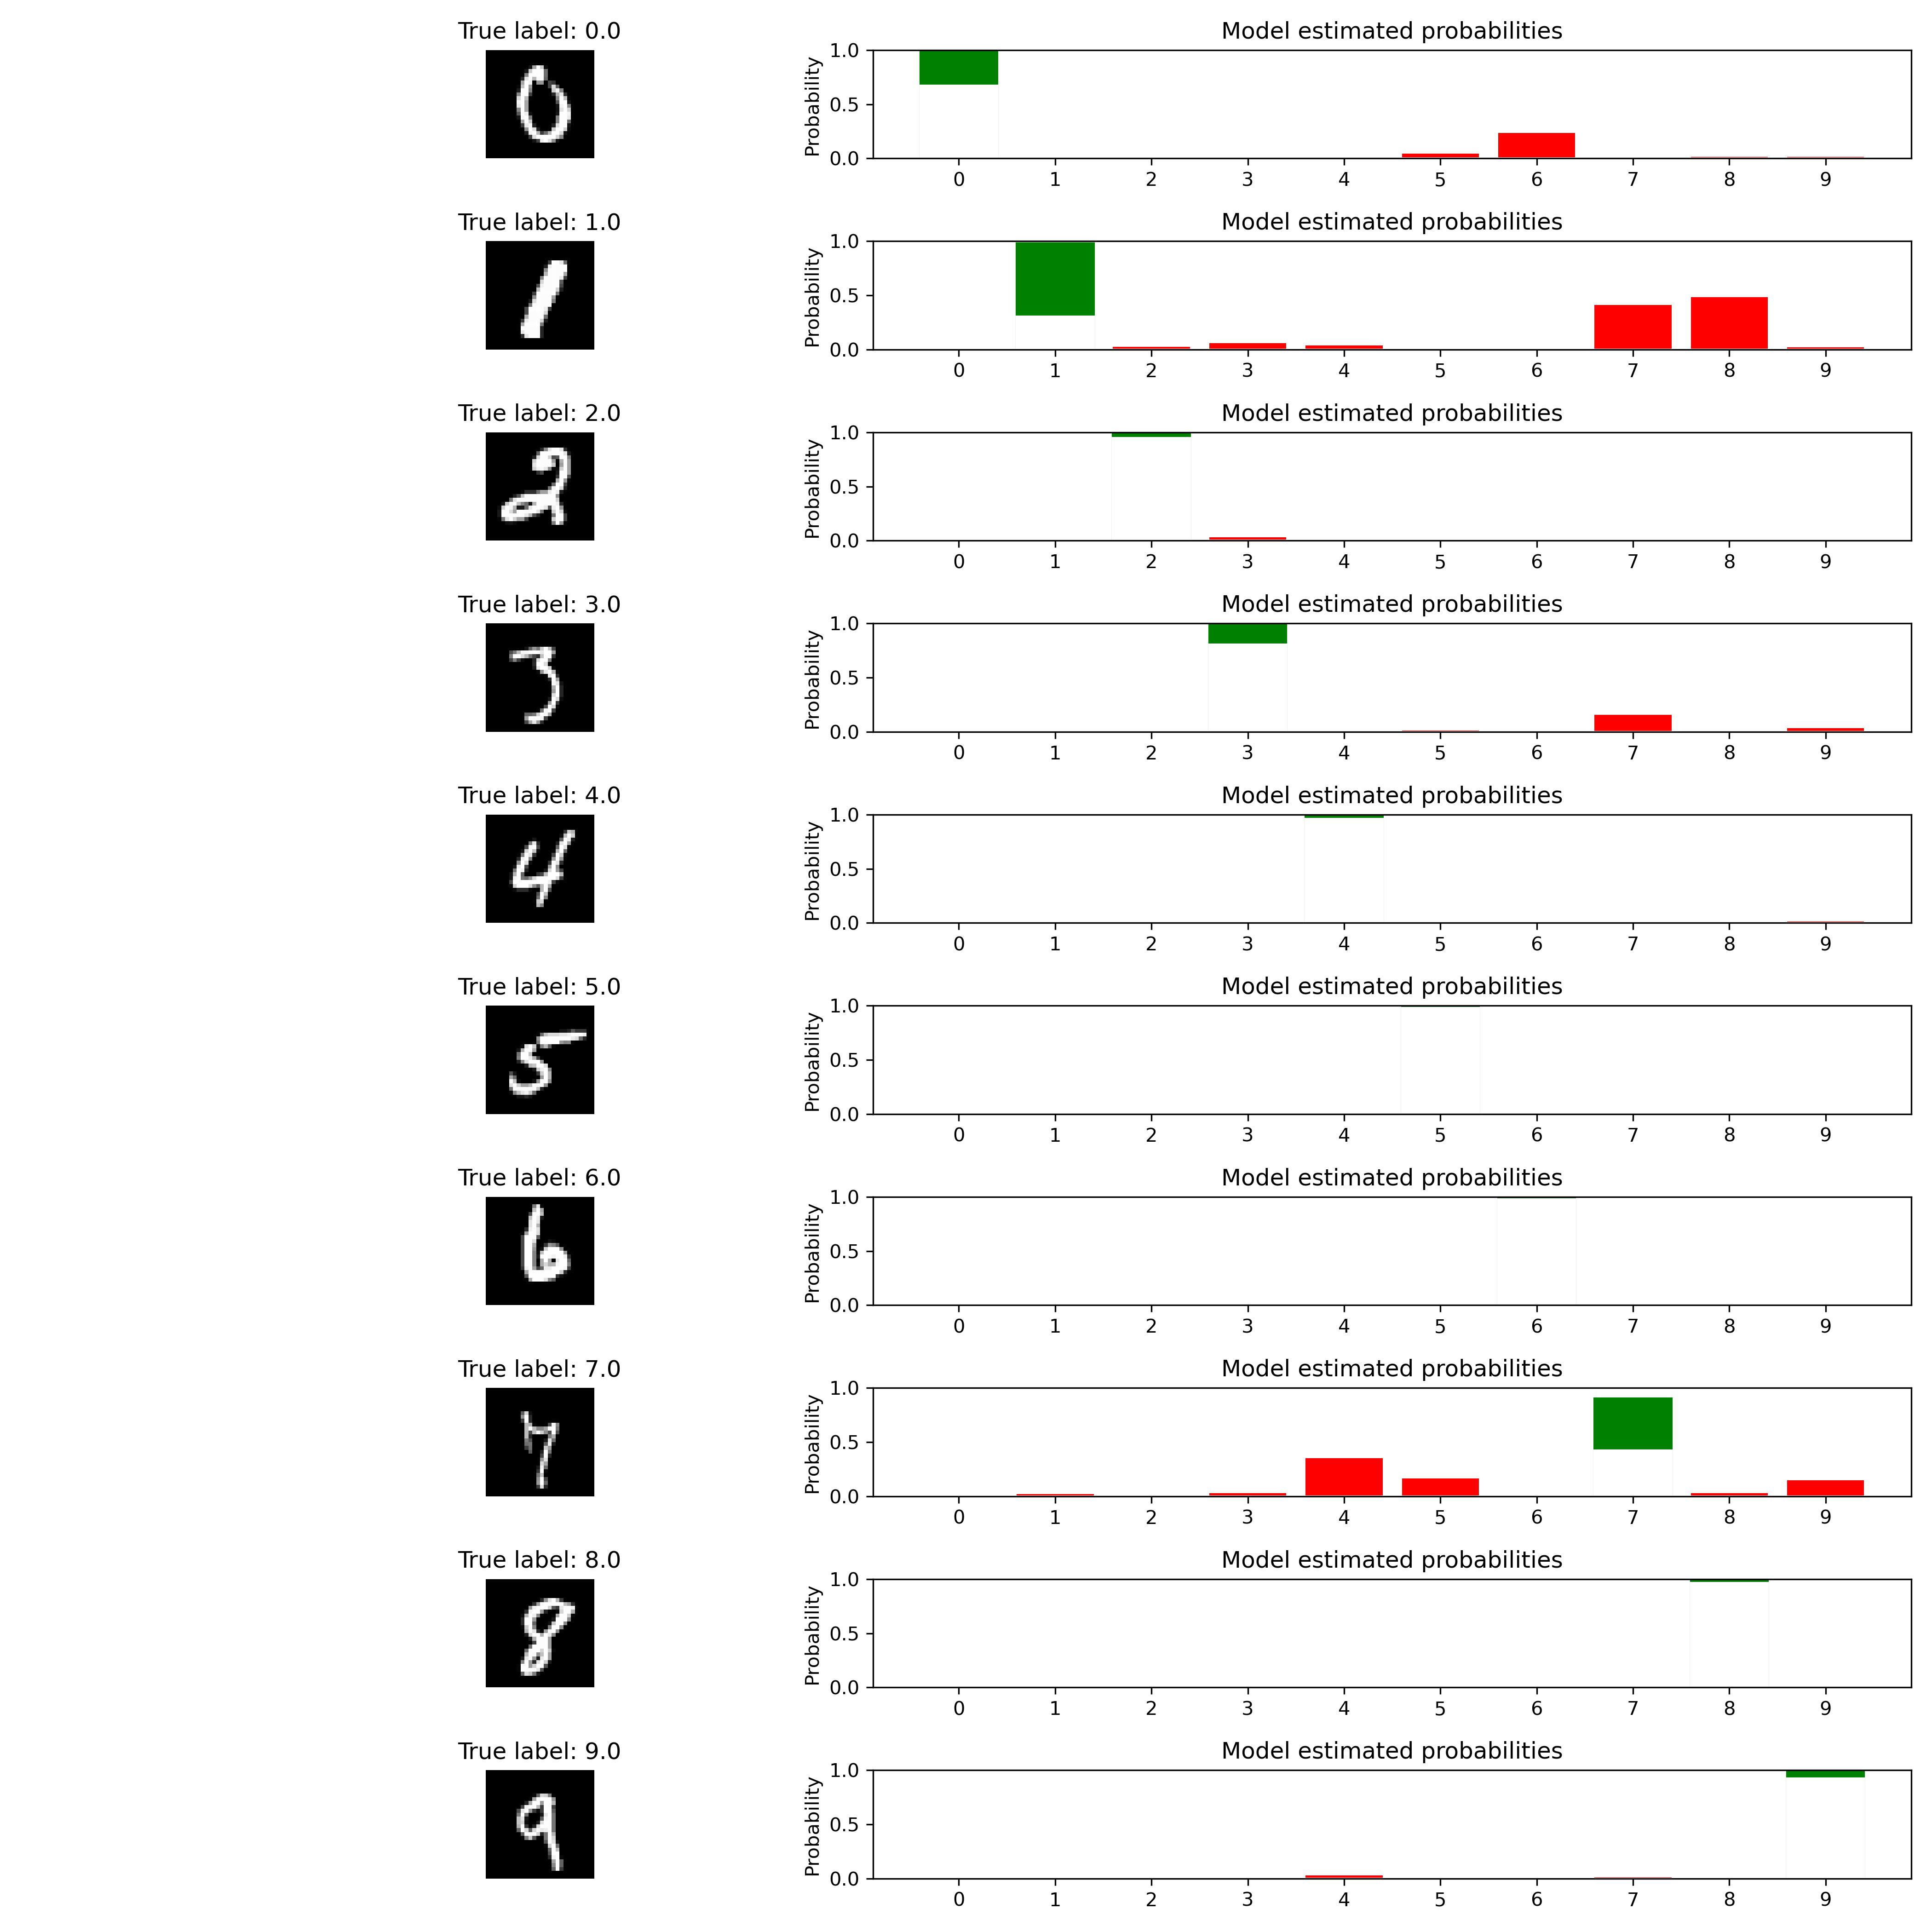 True label: 0.0
Model estimated probabilities
Probability
1.0
0.5
0.0
0 1 2 3 4 5 6 7 8 9
0
True label: 1.0
Model estimated probabilities
Probability
1.0
0.5
0.0
0 1 2 3 4 5 6 7 8 9
1
True label: 2.0
Model estimated probabilities
Probability
1.0
0.5
0.0
0 1 2 3 4 5 6 7 8 9
2
True label: 3.0
Model estimated probabilities
Probability
1.0
0.5
0.0
0 1 2 3 4 5 6 7 8 9
3
True label: 4.0
Model estimated probabilities
Probability
1.0
0.5
0.0
0 1 2 3 4 5 6 7 8 9
4
True label: 5.0
Model estimated probabilities
Probability
1.0
0.5
0.0
0 1 2 3 4 5 6 7 8 9
5
True label: 6.0
Model estimated probabilities
Probability
1.0
0.5
0.0
0 1 2 3 4 5 6 7 8 9
6
True label: 7.0
Model estimated probabilities
Probability
1.0
0.5
0.0
0 1 2 3 4 5 6 7 8 9
7
True label: 8.0
Model estimated probabilities
Probability
1.0
0.5
0.0
0 1 2 3 4 5 6 7 8 9
8
True label: 9.0
Model estimated probabilities
Probability
1.0
0.5
0.0
0 1 2 3 4 5 6 7 8 9
9